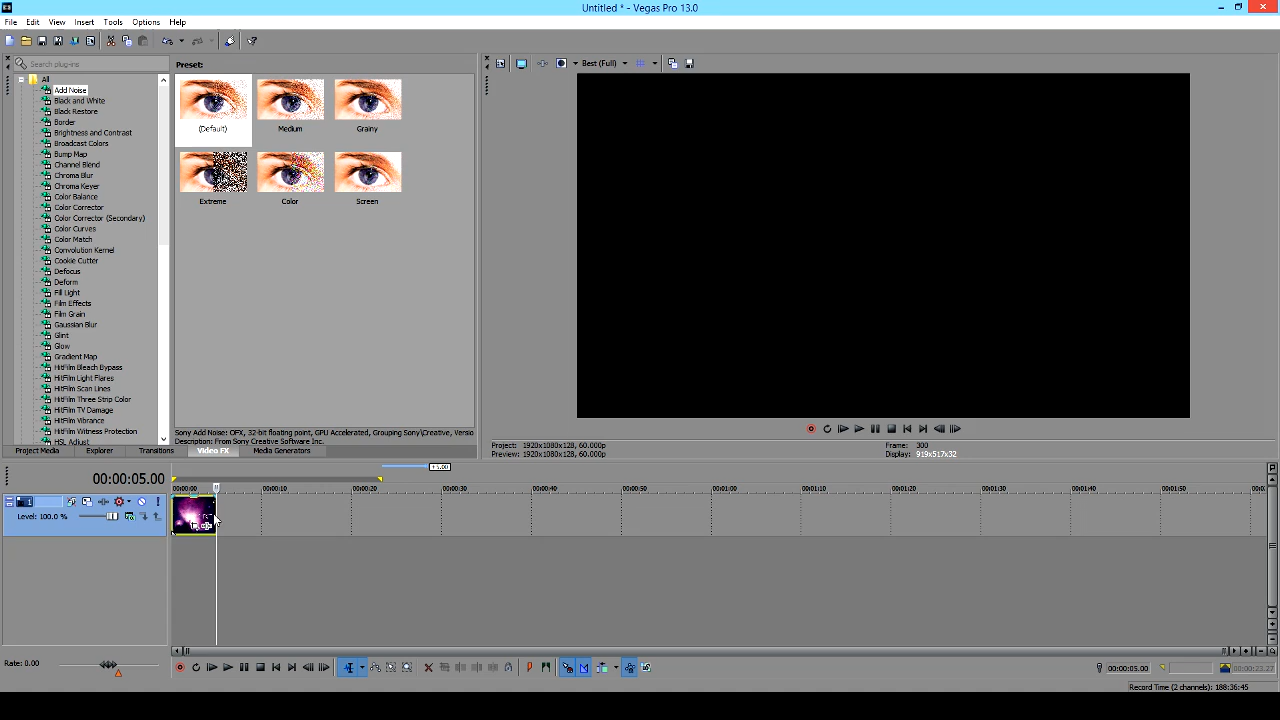 Untitled * - Vegas Pro 13.0
File Edit View Insert Tools Options Help
Search plug-ins
Preset:
Best (Full)
All
Add Noise
Black and White
Black Restore
Border
Brightness and Contrast
Broadcast Colors
Bump Map
Channel Blend
Chroma Blur
Chroma Keyer
Color Balance
Color Corrector
Color Corrector (Secondary)
Color Curves
Color Match
Convolution Kernel
Cookie Cutter
Defocus
Deform
Fill Light
Film Effects
Film Grain
Gaussian Blur
Glint
Glow
Gradient Map
HitFilm Bleach Bypass
HitFilm Light Flares
HitFilm Scan Lines
HitFilm Three Strip Color
HitFilm TV Damage
HitFilm Vibrance
HitFilm Witness Protection
HSL Adjust
(Default) Medium Grainy
Extreme Color Screen
Sony Add Noise: OFX, 32-bit floating point, GPU Accelerated, Grouping Sony\Creative, Versio
Description: From Sony Creative Software Inc.
Project Media Explorer Transitions Video FX Media Generators
Project: 1920x1080x128, 60.000p
Preview: 1920x1080x128, 60.000p
Frame: 300
Display: 919x517x32
+5.00
00:00:05.00
00:00:00 00:00:10 00:00:20 00:00:30 00:00:40 00:00:50 00:01:00 00:01:10 00:01:20 00:01:30 00:01:40 00:01:50 00:0
1
Level: 100.0 %
Rate: 0.00
00:00:05.00
00:00:23.27
Record Time (2 channels): 188:36:45